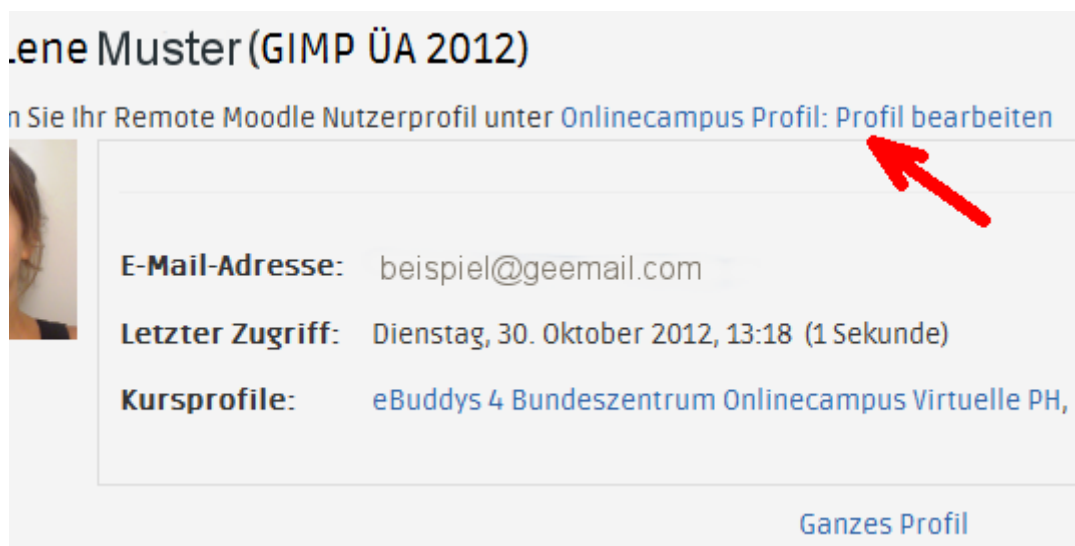 Lene Muster (GIMP ÜA 2012)
n Sie Ihr Remote Moodle Nutzerprofil unter Onlinecampus Profil: Profil bearbeiten
E-Mail-Adresse: beispiel@geemail.com
Letzter Zugriff: Dienstag, 30. Oktober 2012, 13:18 (1 Sekunde)
Kursprofile: eBuddys 4 Bundeszentrum Onlinecampus Virtuelle PH,
Ganzes Profil